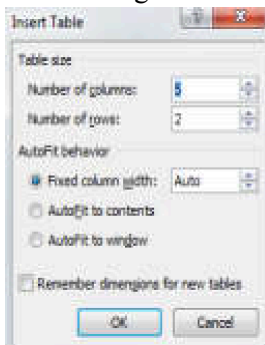 Insert Table
Table size
Number of columns: 5
Number of rows: 2
AutoFit behavior
Fixed column width: Auto
AutoFit to contents
AutoFit to window
Remember dimensions for new tables
OK Cancel